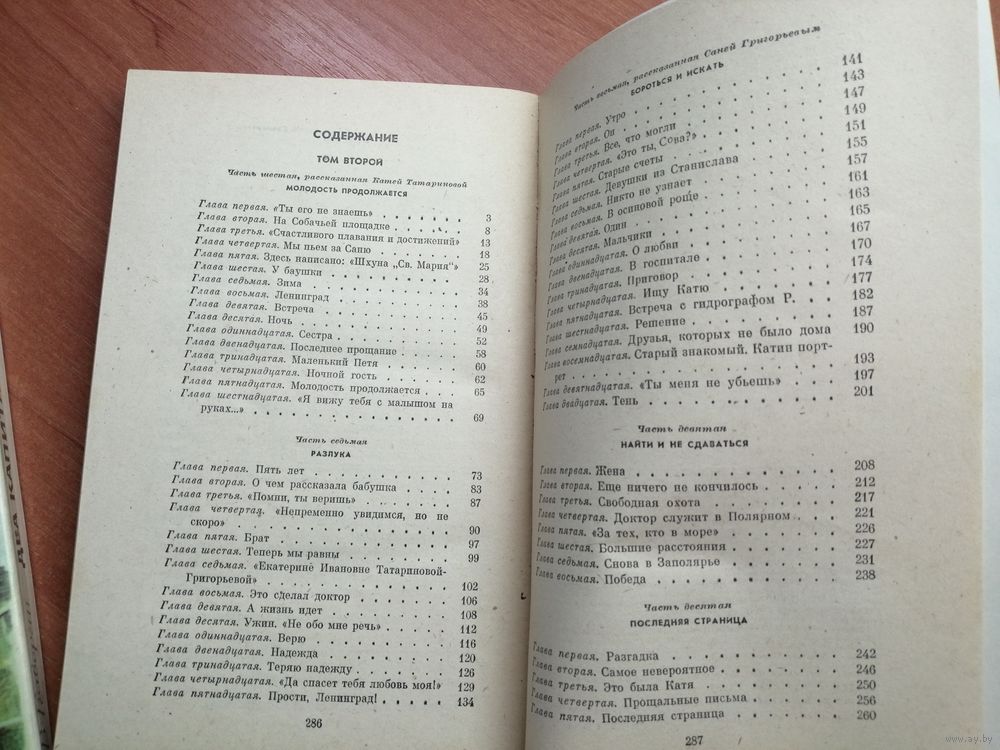 СОДЕРЖАНИЕ
ТОМ ВТОРОЙ
Часть шестая, рассказанная Катей Татариновой
МОЛОДОСТЬ ПРОДОЛЖАЕТСЯ
Глава первая. «Ты его не знаешь» . . . . . . . 3
Глава вторая. На Собачьей площадке . . . . . . 8
Глава третья. «Счастливого плавания и достижений» 13
Глава четвертая. Мы пьем за Саню . . . . . . . 18
Глава пятая. Здесь написано: «Шхуна „Св. Мария“» 25
Глава шестая. У бабушки . . . . . . . 28
Глава седьмая. Зима . . . . . . . 34
Глава восьмая. Ленинград . . . . . . . 38
Глава девятая. Встреча . . . . . . . 45
Глава десятая. Ночь . . . . . . . 49
Глава одиннадцатая. Сестра . . . . . . . 52
Глава двенадцатая. Последнее прощание . . . . . 58
Глава тринадцатая. Маленький Петя . . . . . . 60
Глава четырнадцатая. Ночной гость . . . . . . 62
Глава пятнадцатая. Молодость продолжается . . . . 65
Глава шестнадцатая. «Я вижу тебя с малышом на
руках...» . . . . . . . 69
Часть седьмая
РАЗЛУКА
Глава первая. Пять лет . . . . . . . 73
Глава вторая. О чем рассказала бабушка . . . . . 83
Глава третья. «Помни, ты веришь» . . . . . . 87
Глава четвертая. «Непременно увидимся, но не
скоро» . . . . . . . 90
Глава пятая. Брат . . . . . . . 97
Глава шестая. Теперь мы равны . . . . . . . 99
Глава седьмая. «Екатерине Ивановне Татариновой-
Григорьевой» . . . . . . . 102
Глава восьмая. Это сделал доктор . . . . . . 106
Глава девятая. А жизнь идет . . . . . . . 108
Глава десятая. Ужин. «Не обо мне речь» . . . . . 112
Глава одиннадцатая. Верю . . . . . . . 116
Глава двенадцатая. Надежда . . . . . . . 120
Глава тринадцатая. Теряю надежду . . . . . . 126
Глава четырнадцатая. «Да спасет тебя любовь моя!» . 129
Глава пятнадцатая. Прости, Ленинград! . . . . . 134
286
Часть восьмая, рассказанная Саней Григорьевым
БОРОТЬСЯ И ИСКАТЬ
Глава первая. Утро . . . . . . . 141
Глава вторая. Он . . . . . . . 143
Глава третья. Все, что могли . . . . . . . 147
Глава четвертая. «Это ты, Сова?» . . . . . . 149
Глава пятая. Старые счеты . . . . . . . 151
Глава шестая. Девушки из Станислава . . . . . 155
Глава седьмая. Никто не узнает . . . . . . . 157
Глава восьмая. В осиновой роще . . . . . . . 161
Глава девятая. Один . . . . . . . 163
Глава десятая. Мальчики . . . . . . . 165
Глава одиннадцатая. О любви . . . . . . . 167
Глава двенадцатая. В госпитале . . . . . . . 170
Глава тринадцатая. Приговор . . . . . . . 174
Глава четырнадцатая. Ищу Катю . . . . . . . 177
Глава пятнадцатая. Встреча с гидрографом Р. . . . 182
Глава шестнадцатая. Решение . . . . . . . 187
Глава семнадцатая. Друзья, которых не было дома 190
Глава восемнадцатая. Старый знакомый. Катин порт-
рет . . . . . . . 193
Глава девятнадцатая. «Ты меня не убьешь» . . . . 197
Глава двадцатая. Тень . . . . . . . 201
Часть девятая
НАЙТИ И НЕ СДАВАТЬСЯ
Глава первая. Жена . . . . . . . 208
Глава вторая. Еще ничего не кончилось . . . . . 212
Глава третья. Свободная охота . . . . . . . 217
Глава четвертая. Доктор служит в Полярном . . . . 221
Глава пятая. «За тех, кто в море» . . . . . . 226
Глава шестая. Большие расстояния . . . . . . 227
Глава седьмая. Снова в Заполярье . . . . . . 231
Глава восьмая. Победа . . . . . . . 238
Часть десятая
ПОСЛЕДНЯЯ СТРАНИЦА
Глава первая. Разгадка . . . . . . . 242
Глава вторая. Самое невероятное . . . . . . . 246
Глава третья. Это была Катя . . . . . . . 250
Глава четвертая. Прощальные письма . . . . . . 256
Глава пятая. Последняя страница . . . . . . . 260
287
www.ay.by